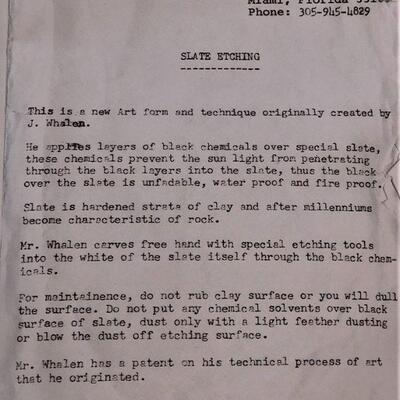 Miami, Florida
Phone: 305-945-4829
SLATE ETCHING
This is a new Art form and technique originally created by
J. Whalen.
He applies layers of black chemicals over special slate,
these chemicals prevent the sun light from penetrating
through the black layers into the slate, thus the black
over the slate is unfadable, water proof and fire proof.
Slate is hardened strata of clay and after millenniums
become characteristic of rock.
Mr. Whalen carves free hand with special etching tools
into the white of the slate itself through the black chem-
icals.
For maintainence, do not rub clay surface or you will dull
the surface. Do not put any chemical solvents over black
surface of slate, dust only with a light feather dusting
or blow the dust off etching surface.
Mr. Whalen has a patent on his technical process of art
that he originated.